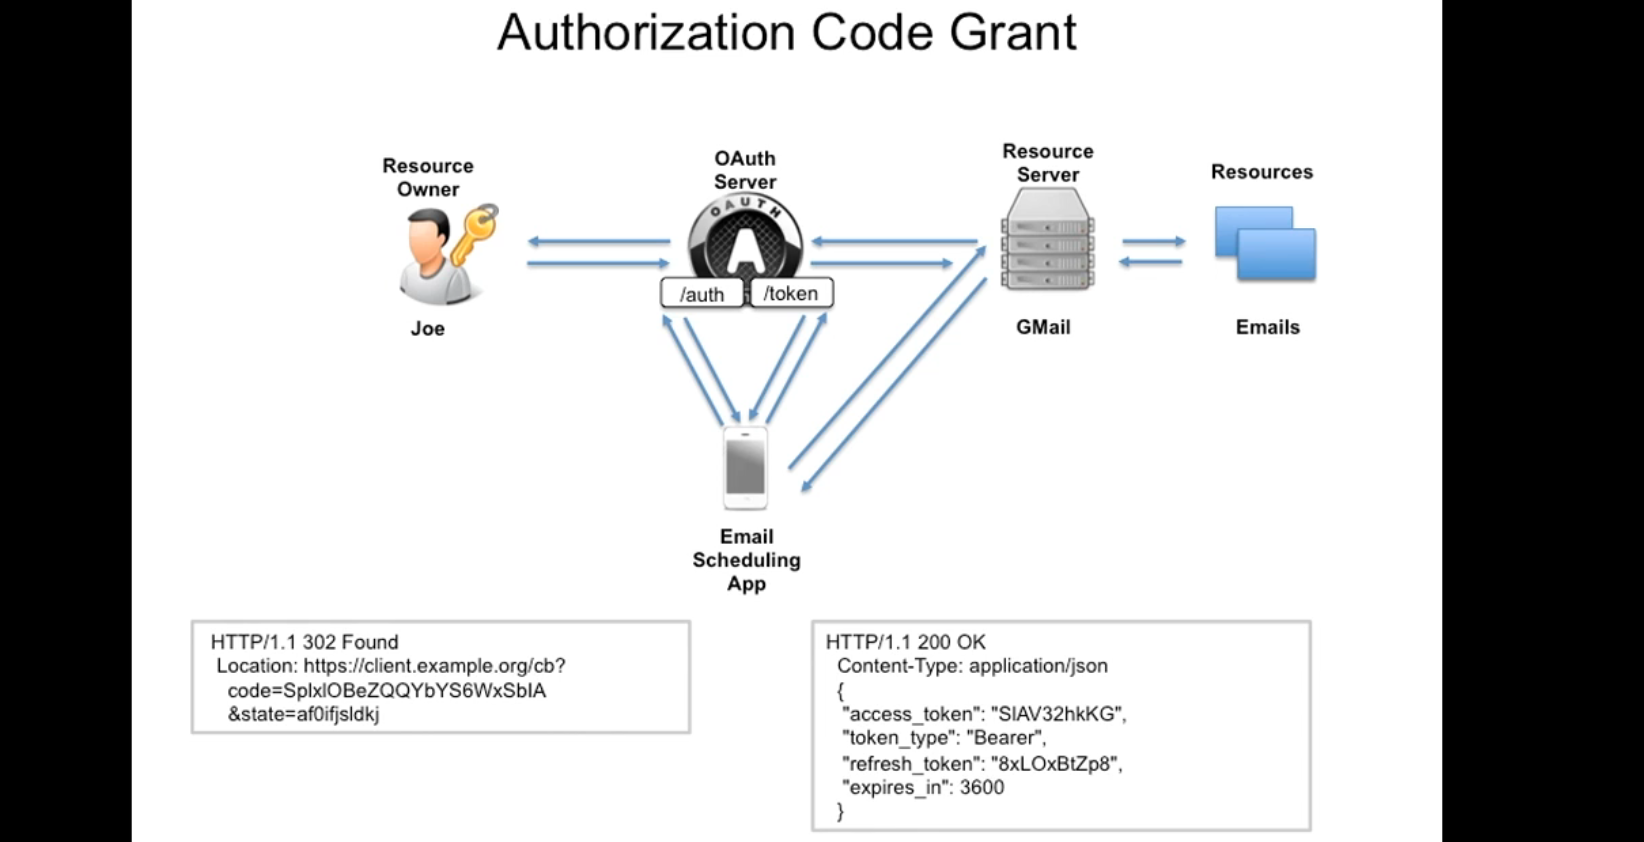 Authorization Code Grant
Resource
Owner
OAuth
Server
Resource
Server
Resources
OAUTH
A
/auth
/token
Joe
GMail
Emails
Email
Scheduling
App
HTTP/1.1 302 Found
Location: https://client.example.org/cb?
code=SplxlOBeZQQYbYS6WxSbIA
&state=af0ifjsldkj
HTTP/1.1 200 OK
Content-Type: application/json
{
"access_token": "SlAV32hkKG",
"token_type": "Bearer",
"refresh_token": "8xLOxBtZp8",
"expires_in": 3600
}